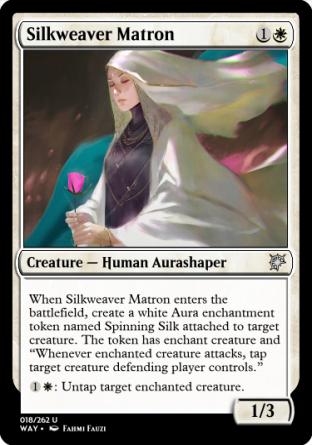 Silkweaver Matron 1
Creature — Human Aurashaper
When Silkweaver Matron enters the
battlefield, create a white Aura enchantment
token named Spinning Silk attached to target
creature. The token has enchant creature and
“Whenever enchanted creature attacks, tap
target creature defending player controls.”
1 : Untap target enchanted creature.
1/3
018/262 U
WAY • Fahmi Fauzi